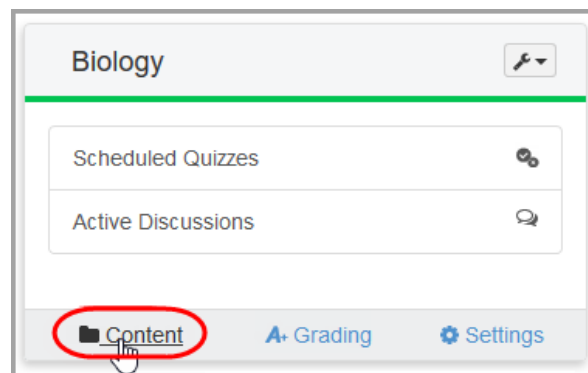 Biology
Scheduled Quizzes
Active Discussions
Content A+ Grading Settings